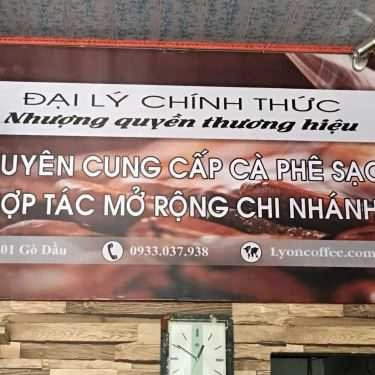 ĐẠI LÝ CHÍNH THỨC
Nhượng quyền thương hiệu
UYÊN CUNG CẤP CÀ PHÊ SẠC
ỢP TÁC MỞ RỘNG CHI NHÁNH
01 Gò Dầu 0933.037.938 Lyoncoffee.com